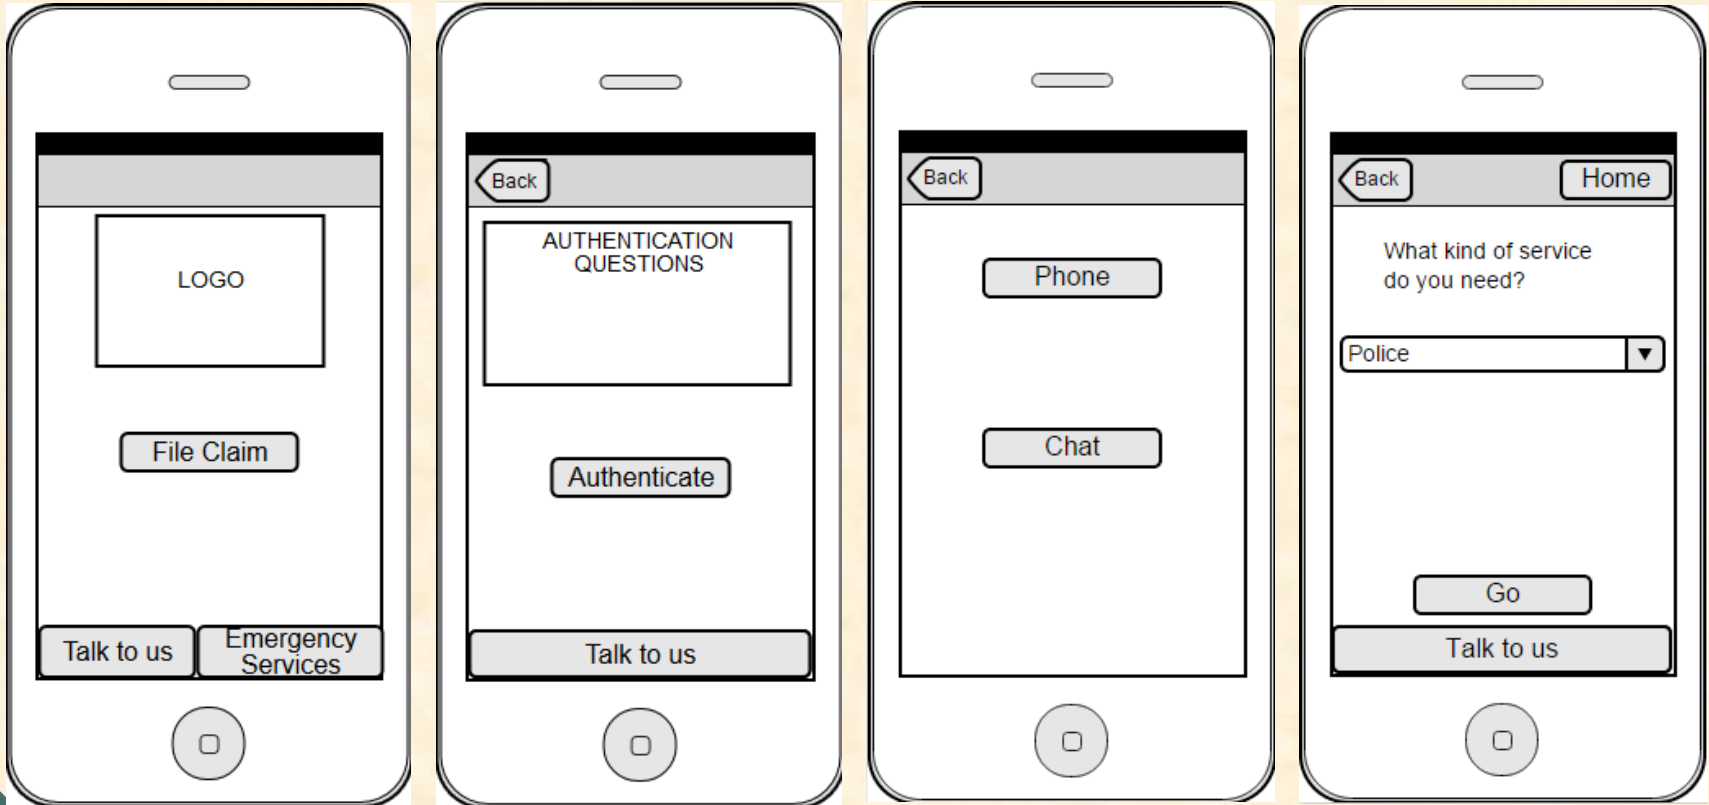 LOGO
File Claim
Talk to us
Emergency
Services
Back
AUTHENTICATION
QUESTIONS
Authenticate
Talk to us
Back
Phone
Chat
Back
Home
What kind of service
do you need?
Police
Go
Talk to us